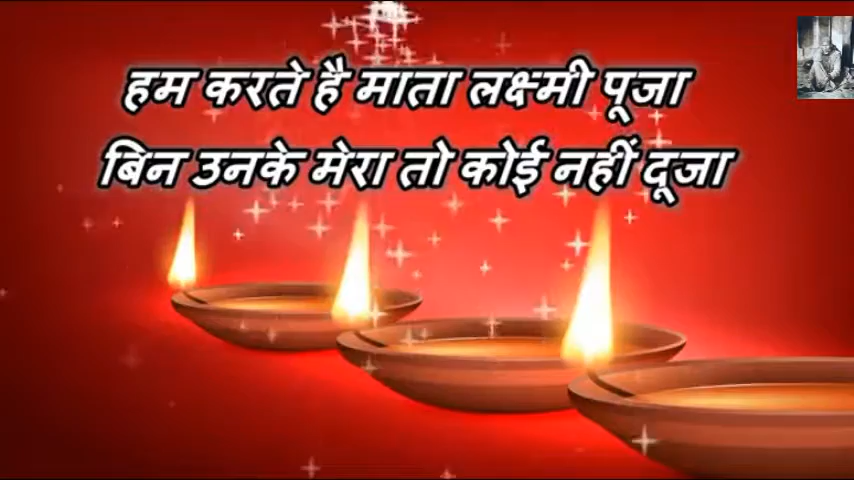 हम करते है माता लक्ष्मी पूजा
बिन उनके मेरा तो कोई नहीं दूजा